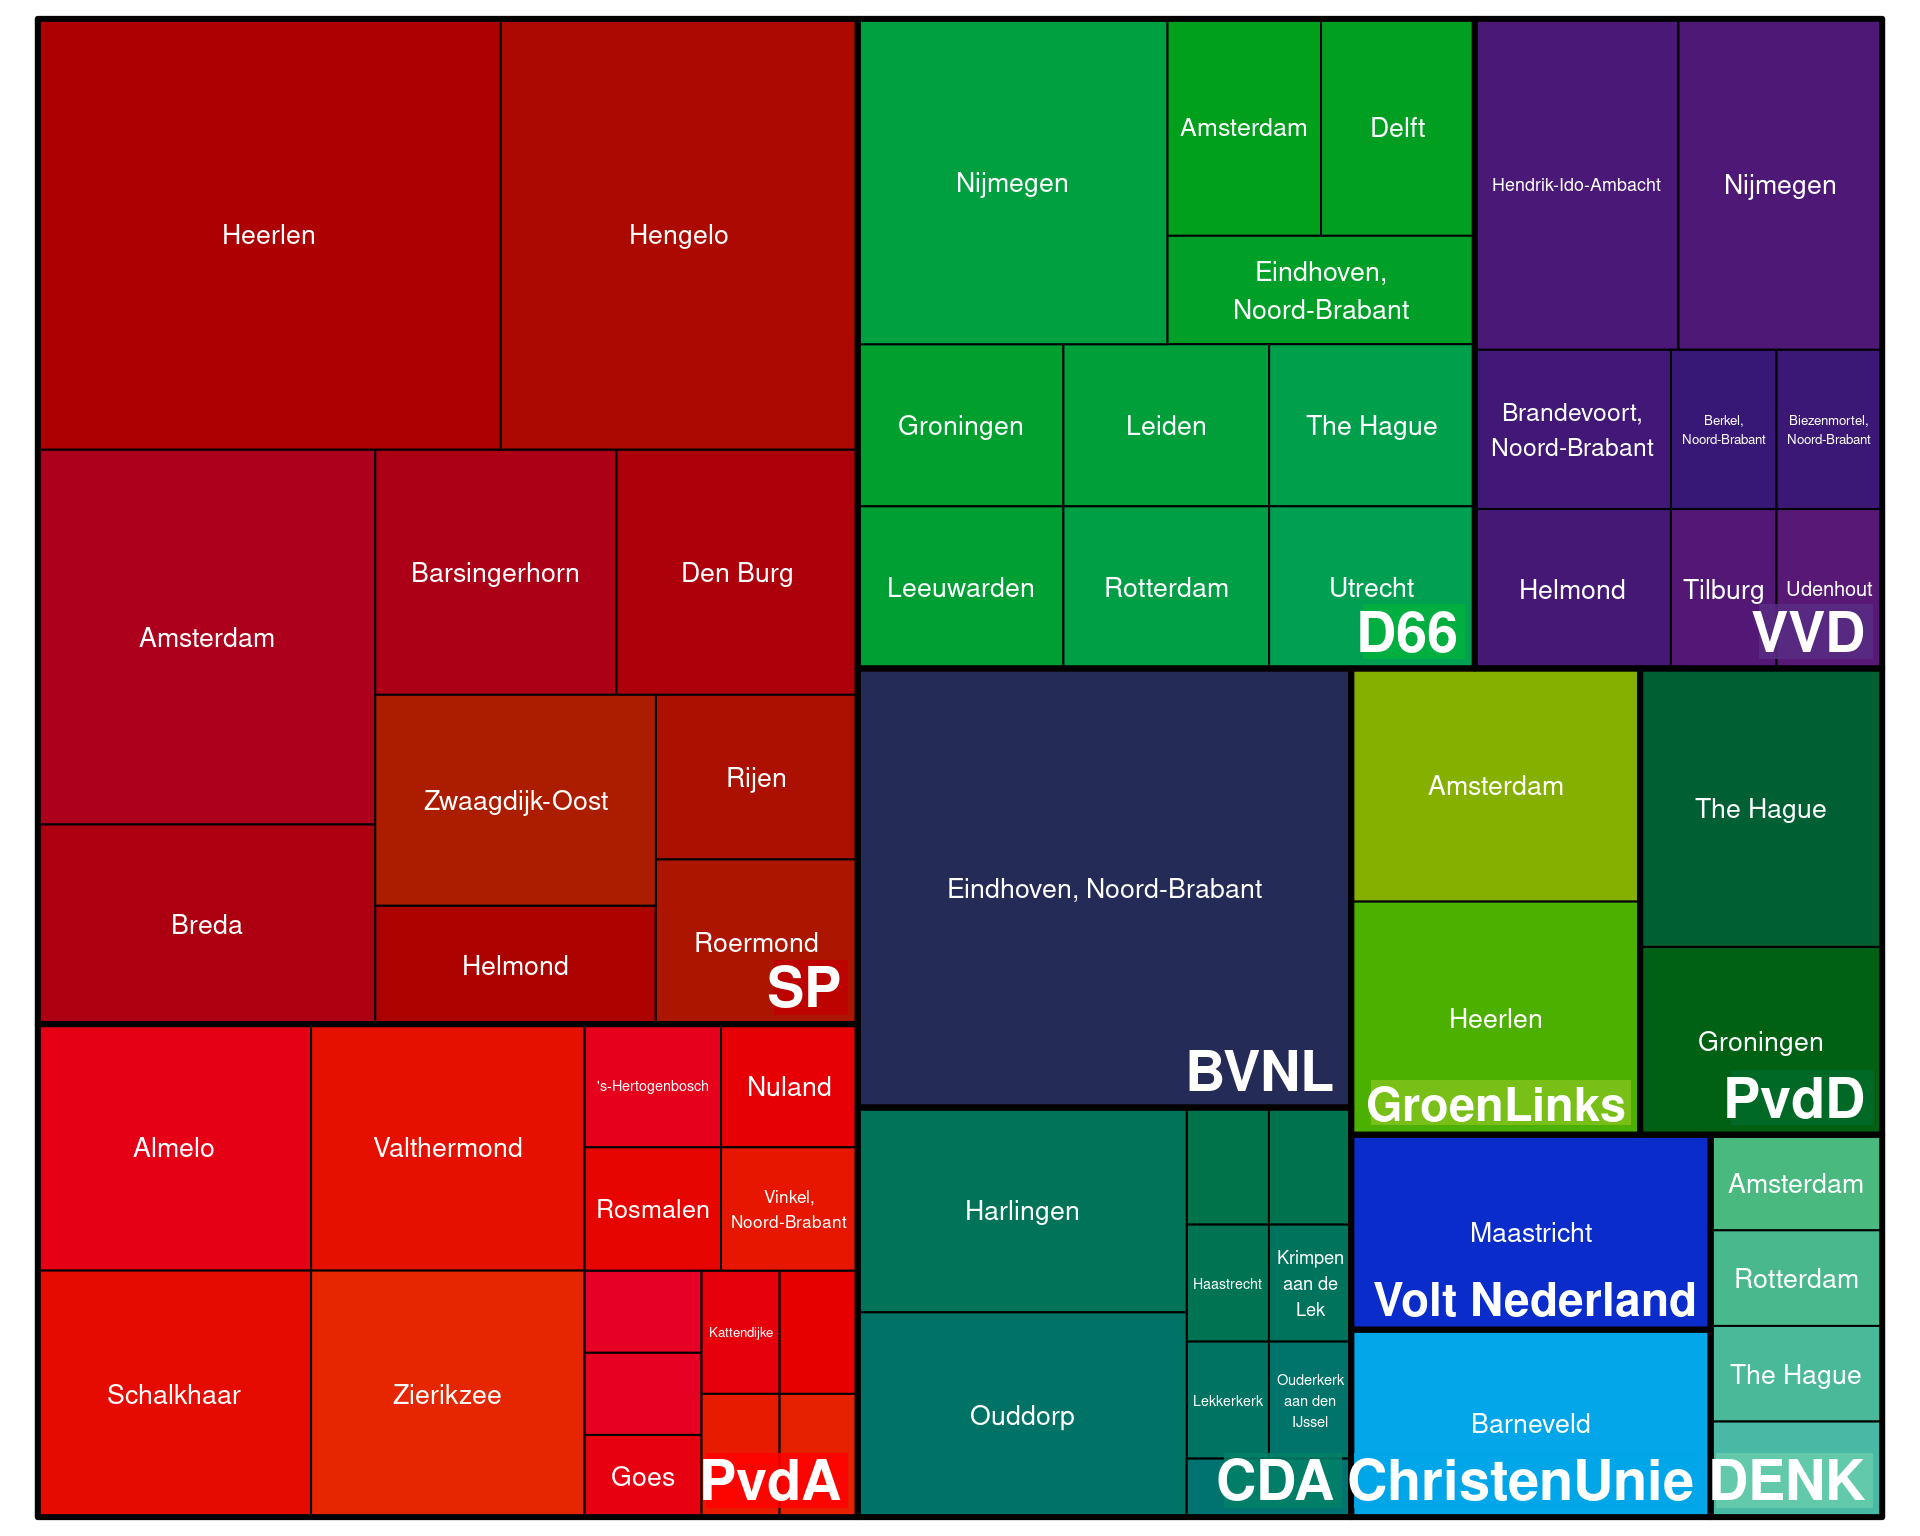 Heerlen
Hengelo
Amsterdam
Barsingerhorn
Den Burg
Zwaagdijk-Oost
Rijen
Breda
Helmond
Roermond
SP
Almelo
Valthermond
's-Hertogenbosch
Nuland
Rosmalen
Vinkel,
Noord-Brabant
Schalkhaar
Zierikzee
Kattendijke
Goes
PvdA
Nijmegen
Amsterdam
Delft
Eindhoven,
Noord-Brabant
Groningen
Leiden
The Hague
Leeuwarden
Rotterdam
Utrecht
D66
Hendrik-Ido-Ambacht
Nijmegen
Brandevoort,
Noord-Brabant
Berkel,
Noord-Brabant
Biezenmortel,
Noord-Brabant
Helmond
Tilburg
Udenhout
VVD
Eindhoven, Noord-Brabant
BVNL
Amsterdam
Heerlen
GroenLinks
The Hague
Groningen
PvdD
Harlingen
Haastrecht
Krimpen
aan de
Lek
Ouddorp
Lekkerkerk
Ouderkerk
aan den
IJssel
CDA
Maastricht
Volt Nederland
Barneveld
ChristenUnie
Amsterdam
Rotterdam
The Hague
DENK